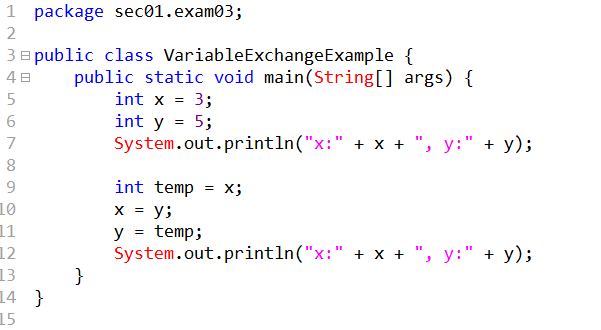 1 package sec01.exam03;
2
3 public class VariableExchangeExample {
4     public static void main(String[] args) {
5         int x = 3;
6         int y = 5;
7         System.out.println("x:" + x + ", y:" + y);
8
9         int temp = x;
10         x = y;
11         y = temp;
12         System.out.println("x:" + x + ", y:" + y);
13     }
14 }
15